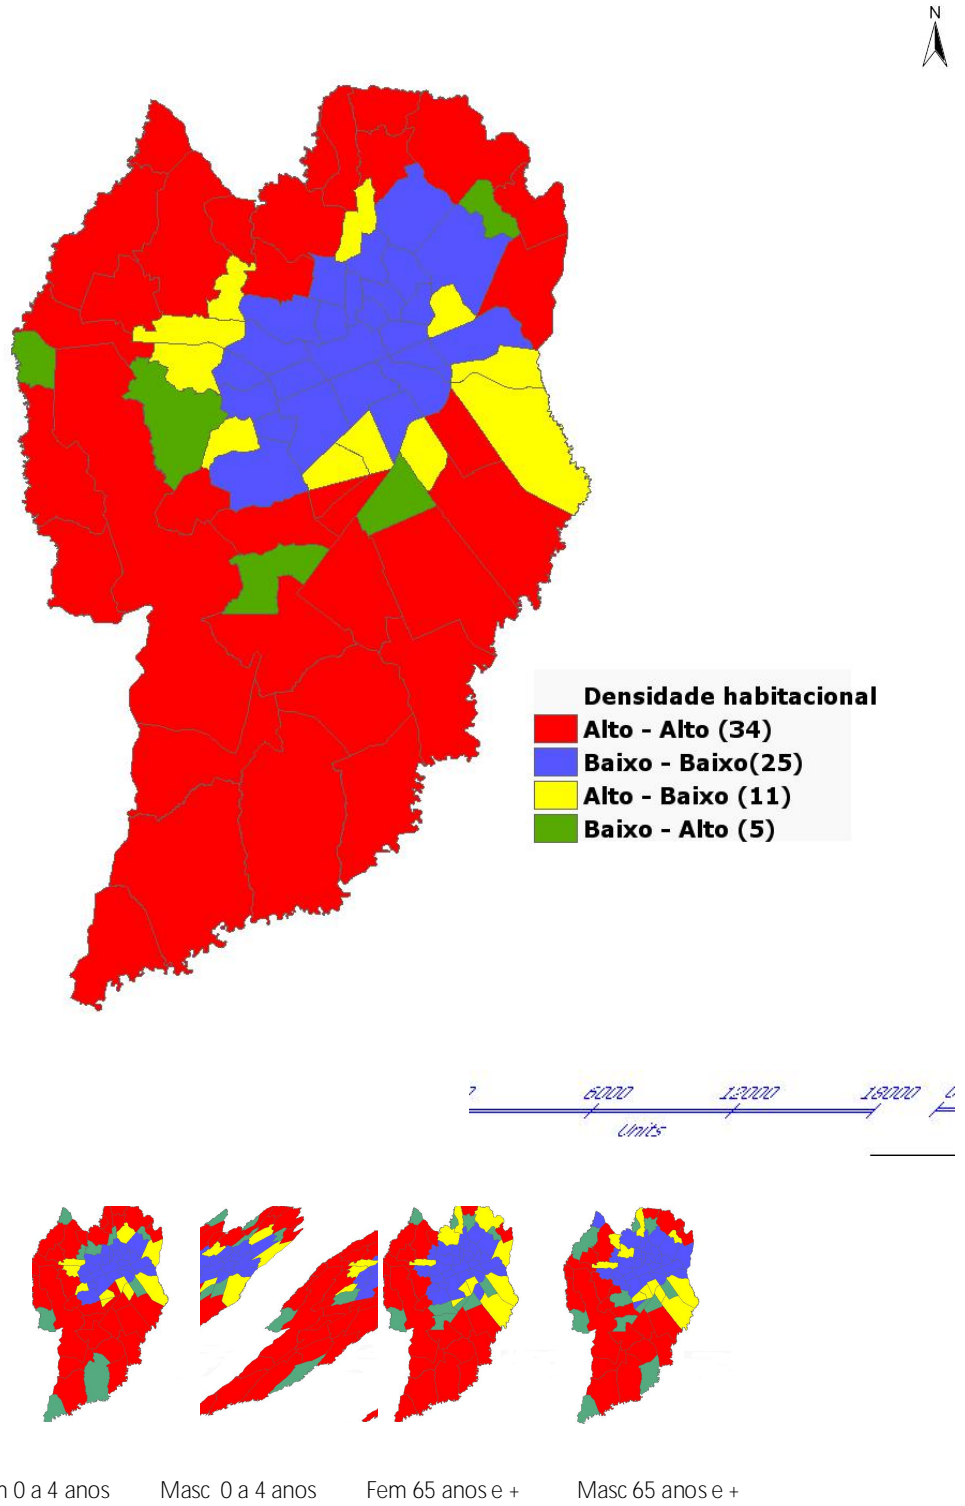 N
Densidade habitacional
Alto - Alto (34)
Baixo - Baixo(25)
Alto - Baixo (11)
Baixo - Alto (5)
6000 12000 18000
Units
0 a 4 anos Masc 0 a 4 anos Fem 65 anos e + Masc 65 anos e +